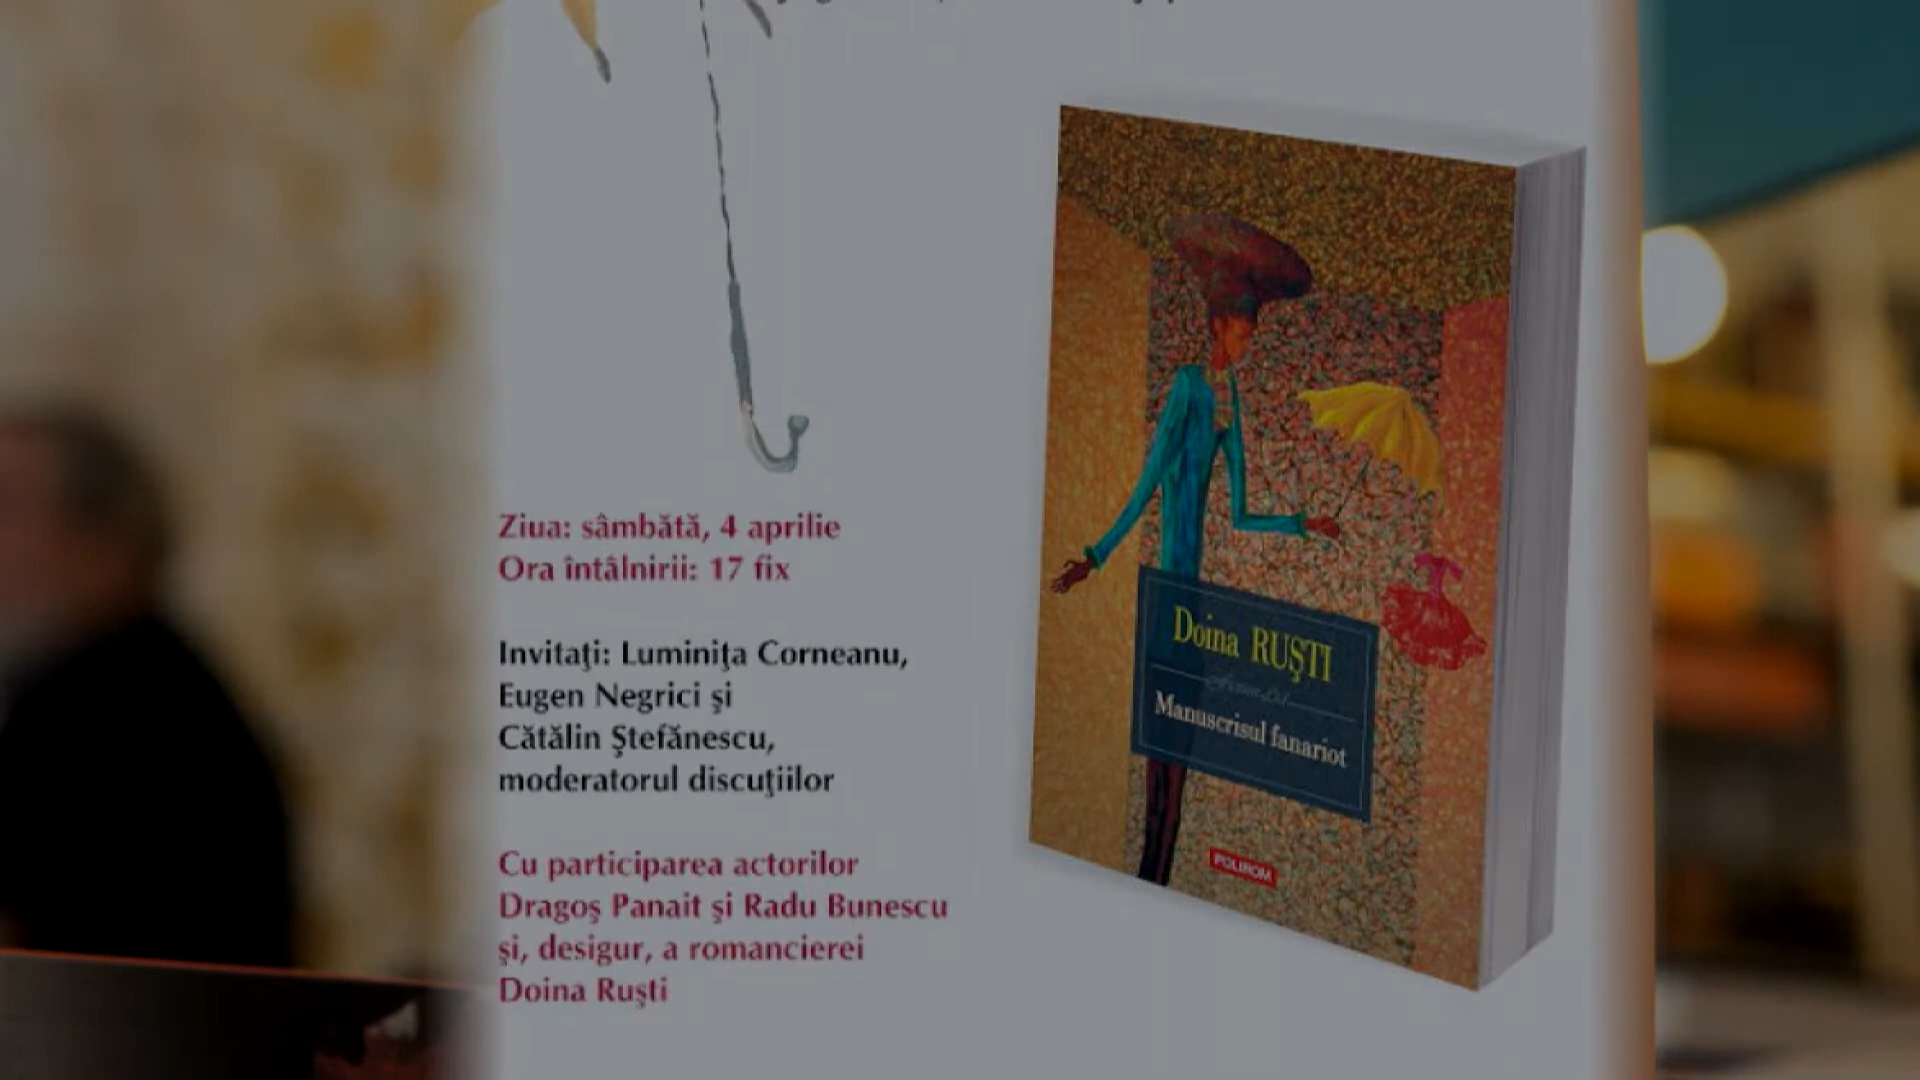 Ziua: sâmbătă, 4 aprilie
Ora întâlnirii: 17 fix
Invitaţi: Luminiţa Corneanu,
Eugen Negrici şi
Cătălin Ştefănescu,
moderatorul discuţiilor
Cu participarea actorilor
Dragoş Panait şi Radu Bunescu
şi, desigur, a romancierei
Doina Ruşti
Doina RUŞTI
Manuscrisul fanariot
POLIROM